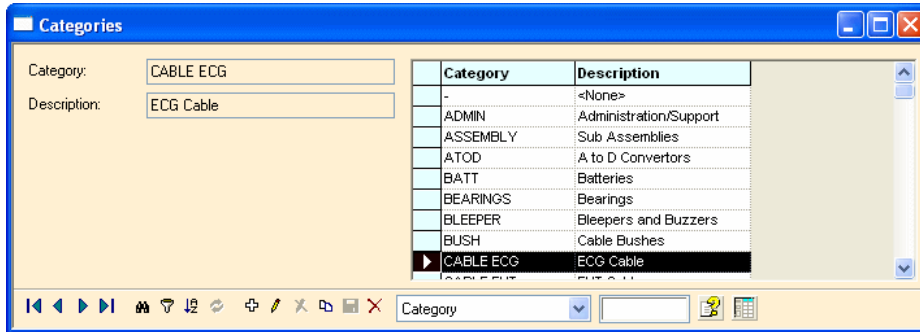 Categories
Category: CABLE ECG
Description: ECG Cable
Category Description
- <None>
ADMIN Administration/Support
ASSEMBLY Sub Assemblies
ATOD A to D Convertors
BATT Batteries
BEARINGS Bearings
BLEEPER Bleepers and Buzzers
BUSH Cable Bushes
CABLE ECG ECG Cable
Category